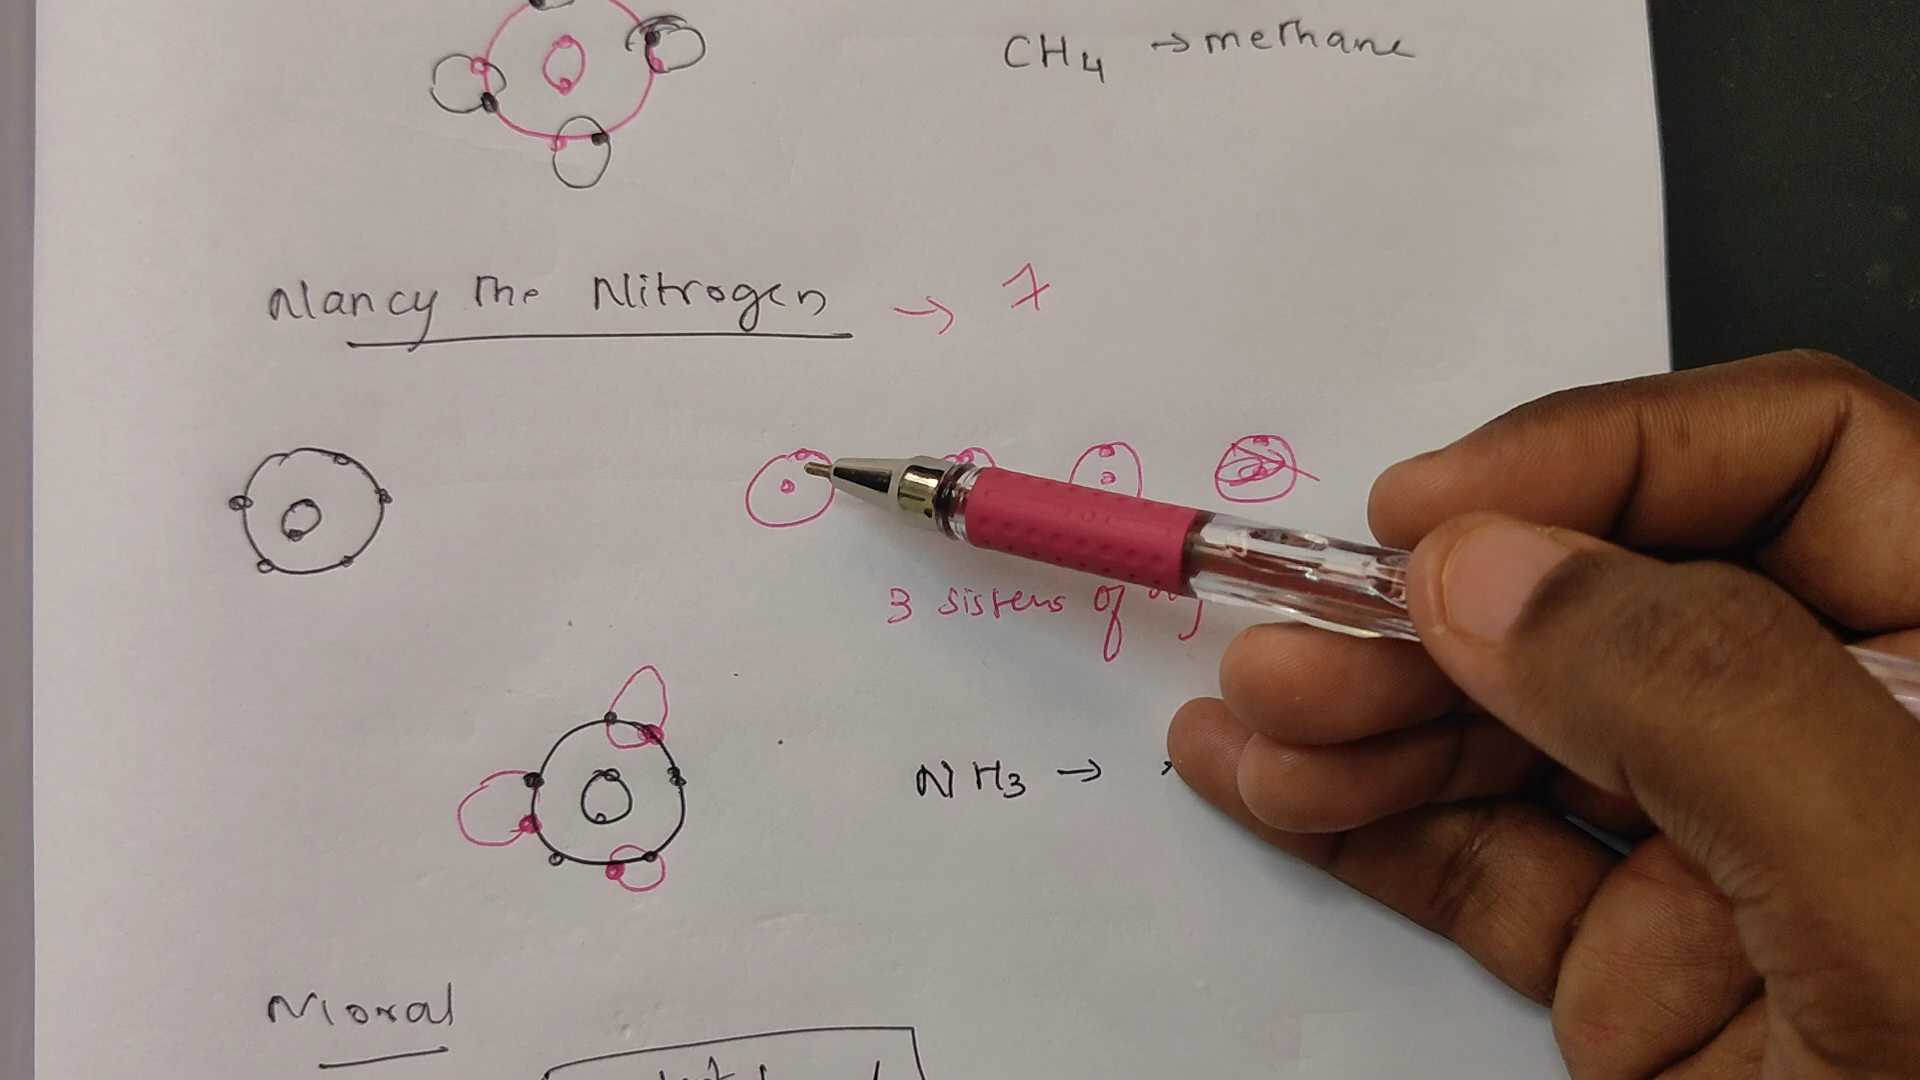 CH4 → methane
Nancy The Nitrogen → 7
3 sisters of
NH3 →
Moral